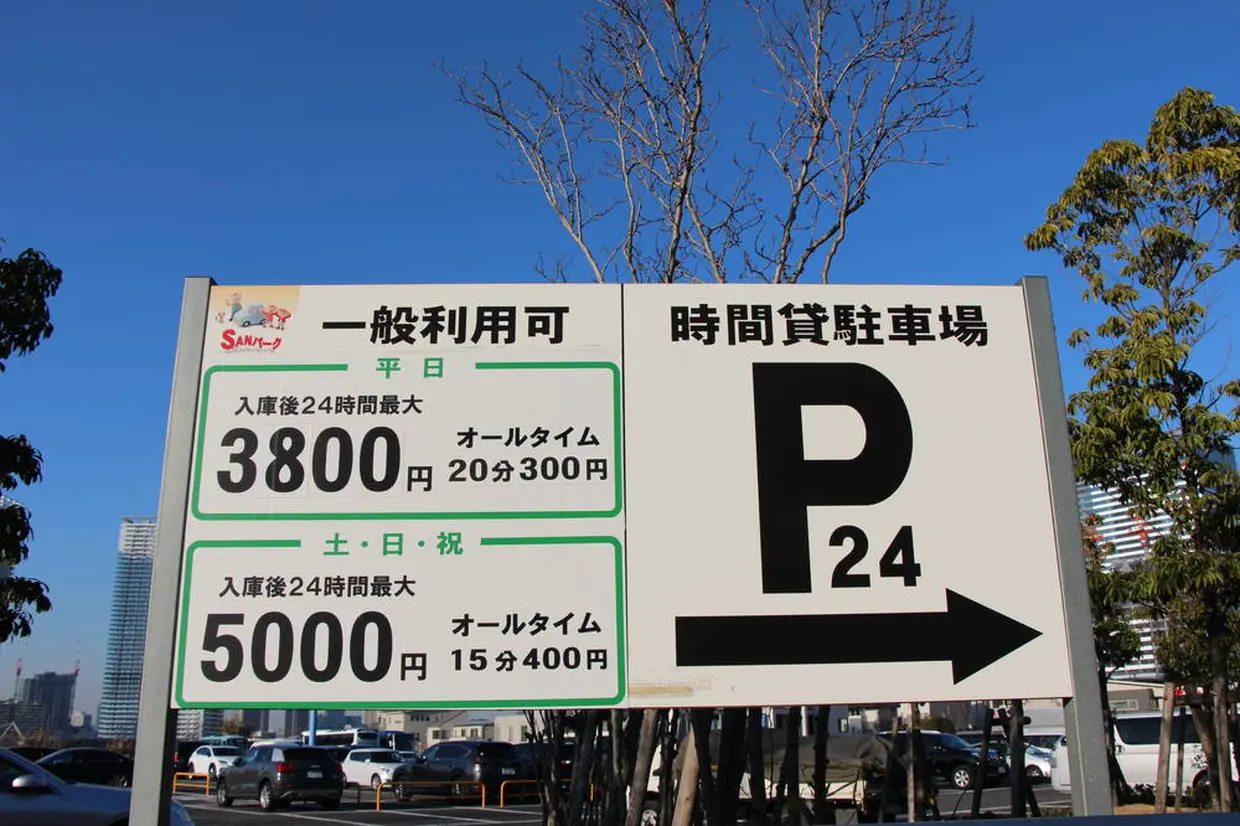 SANパーク
一般利用可
平日
入庫後24時間最大
3800円
オールタイム
20分300円
土・日・祝
入庫後24時間最大
5000円
オールタイム
15分400円
時間貸駐車場
P24